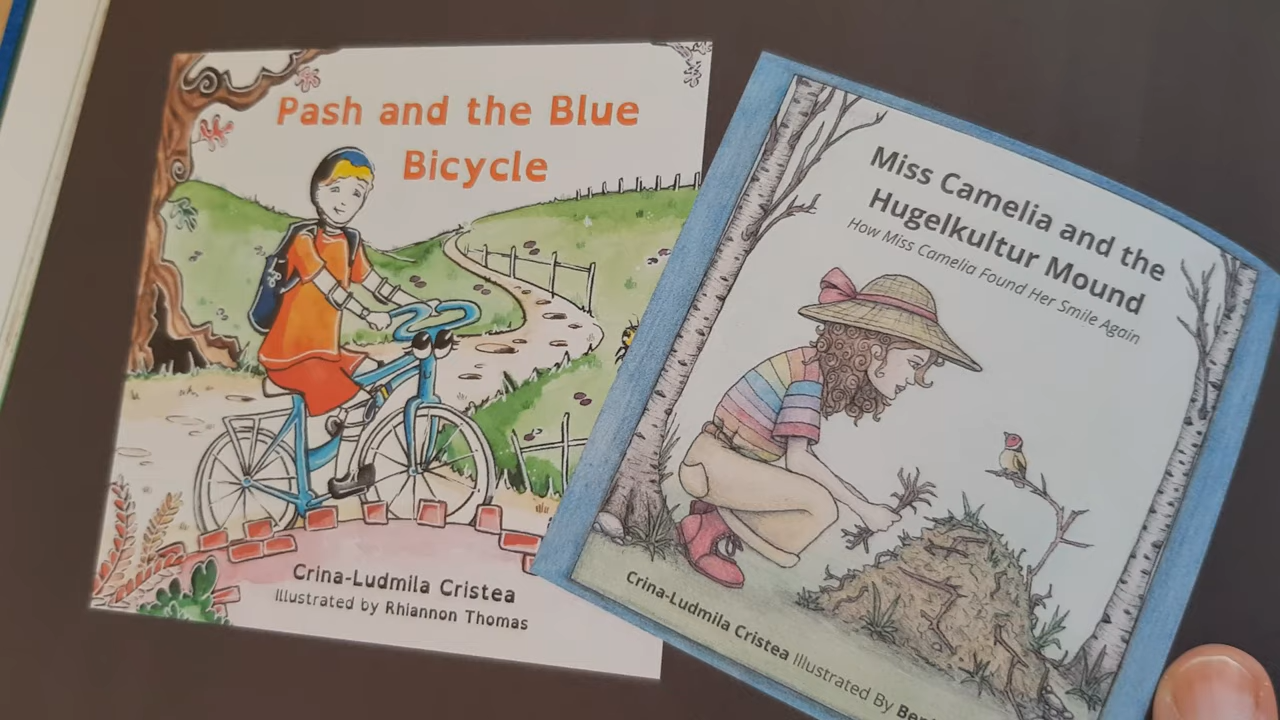 Pash and the Blue
Bicycle
Crina-Ludmila Cristea
Illustrated by Rhiannon Thomas
Miss Camelia and the
Hugelkultur Mound
How Miss Camelia Found Her Smile Again
Crina-Ludmila Cristea Illustrated By